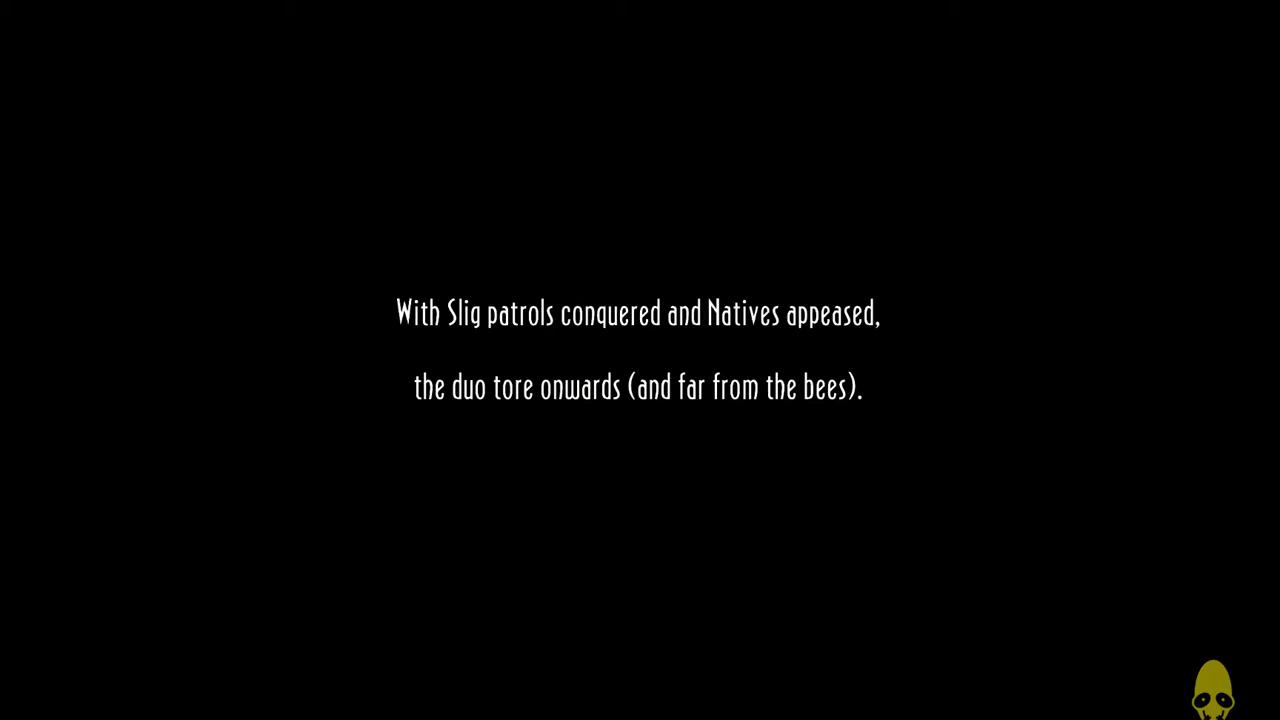 With Slig patrols conquered and Natives appeased,
the duo tore onwards (and far from the bees).